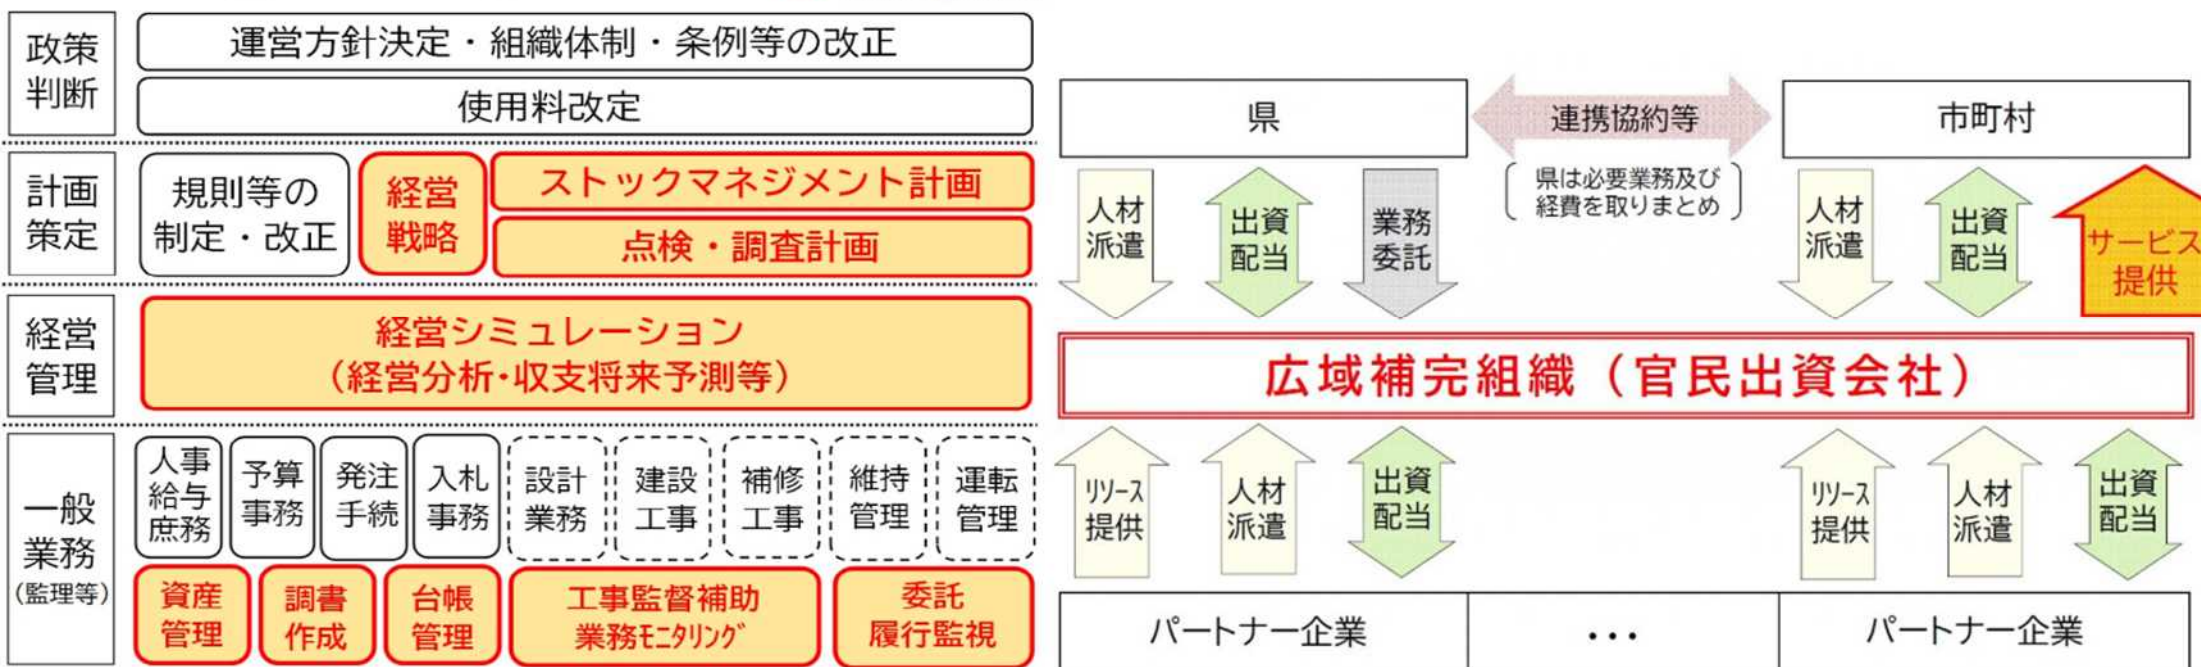 政策
判断
運営方針決定・組織体制・条例等の改正
使用料改定
計画
策定
規則等の
制定・改正
経営
戦略
ストックマネジメント計画
点検・調査計画
経営
管理
経営シミュレーション
（経営分析・収支将来予測等）
一般
業務
（監理等）
人事
給与
庶務
予算
事務
発注
手続
入札
事務
設計
業務
建設
工事
補修
工事
維持
管理
運転
管理
資産
管理
調書
作成
台帳
管理
工事監督補助
業務ﾓﾆﾀﾘﾝｸﾞ
委託
履行監視
県
連携協約等
市町村
県は必要業務及び
経費を取りまとめ
人材
派遣
出資
配当
業務
委託
人材
派遣
出資
配当
サービス
提供
広域補完組織（官民出資会社）
ﾘｿｰｽ
提供
人材
派遣
出資
配当
ﾘｿｰｽ
提供
人材
派遣
出資
配当
パートナー企業
・・・
パートナー企業